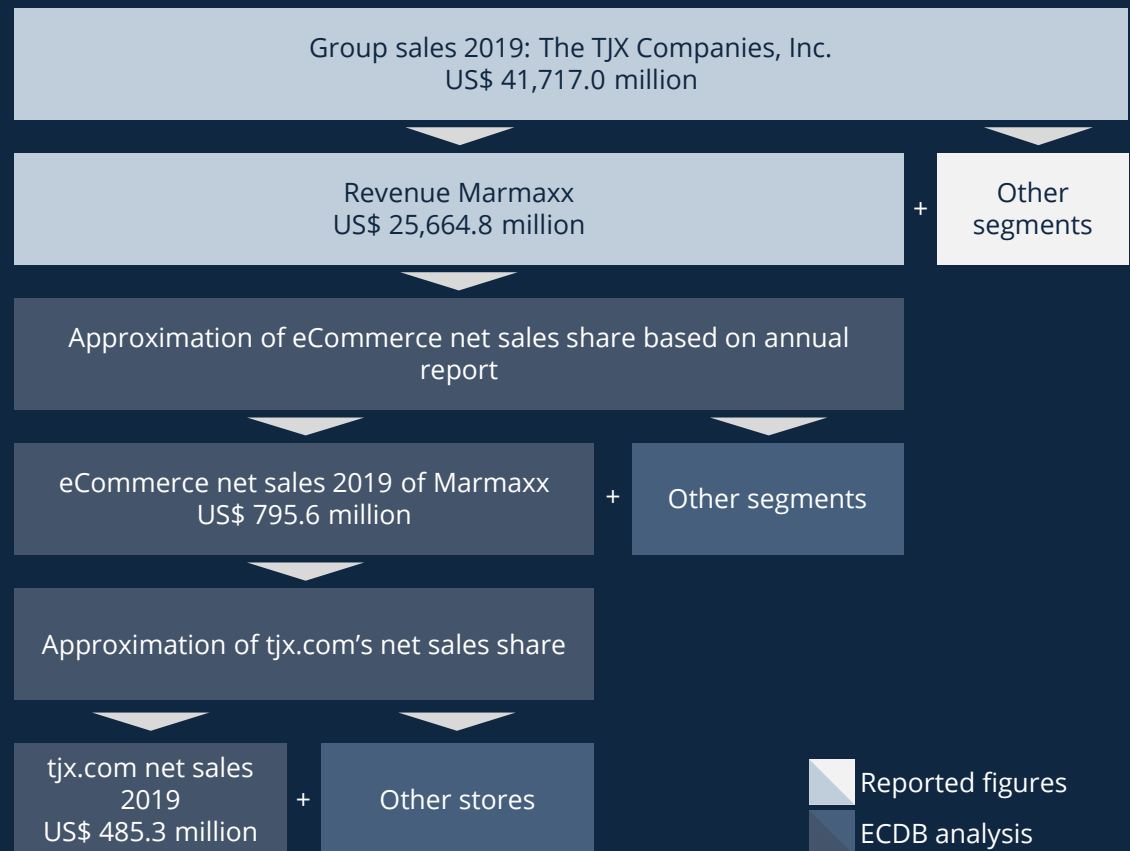 Group sales 2019: The TJX Companies, Inc.
US$ 41,717.0 million
Revenue Marmaxx
US$ 25,664.8 million
+
Other
segments
Approximation of eCommerce net sales share based on annual
report
eCommerce net sales 2019 of Marmaxx
US$ 795.6 million
+
Other segments
Approximation of tjx.com’s net sales share
tjx.com net sales
2019
US$ 485.3 million
+
Other stores
Reported figures
ECDB analysis